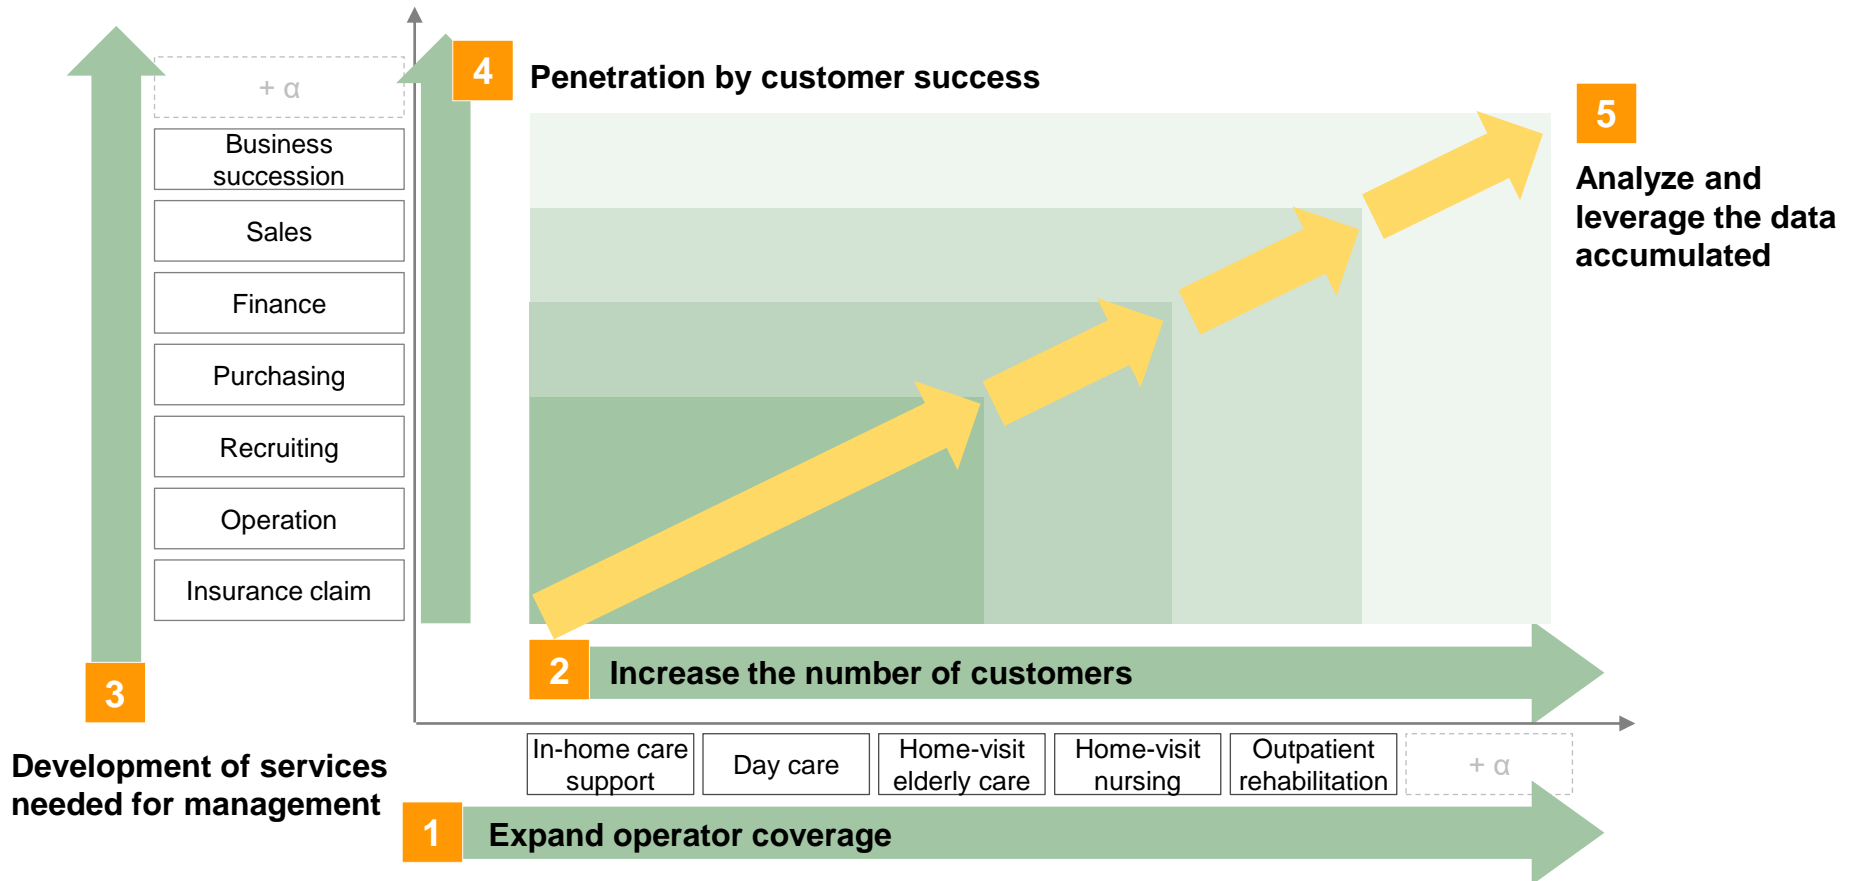 4
Penetration by customer success
5
Analyze and
leverage the data
accumulated
+ α
Business
succession
Sales
Finance
Purchasing
Recruiting
Operation
Insurance claim
3
Development of services
needed for management
2
Increase the number of customers
In-home care
support
Day care
Home-visit
elderly care
Home-visit
nursing
Outpatient
rehabilitation
+ α
1
Expand operator coverage